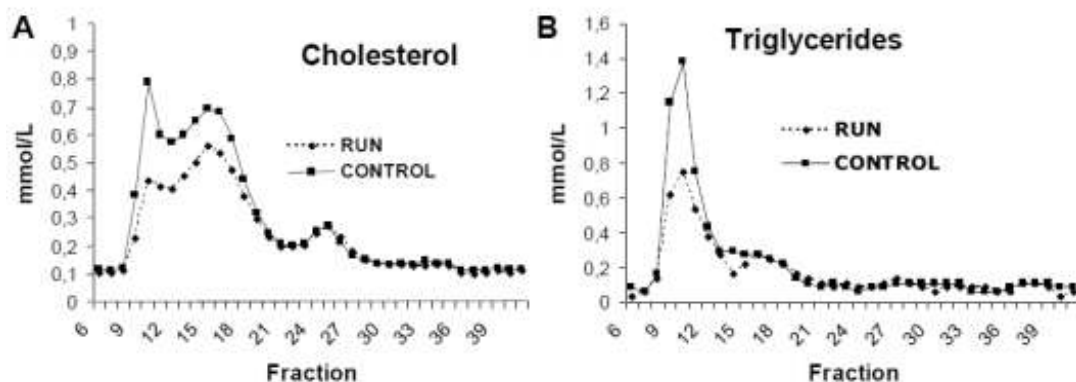 A
Cholesterol
mmol/L
1
0,9
0,8
0,7
0,6
0,5
0,4
0,3
0,2
0,1
0
RUN
CONTROL
6 9 12 15 18 21 24 27 30 33 36 39
Fraction
B
Triglycerides
mmol/L
1,6
1,4
1,2
1
0,8
0,6
0,4
0,2
0
RUN
CONTROL
6 9 12 15 18 21 24 27 30 33 36 39
Fraction